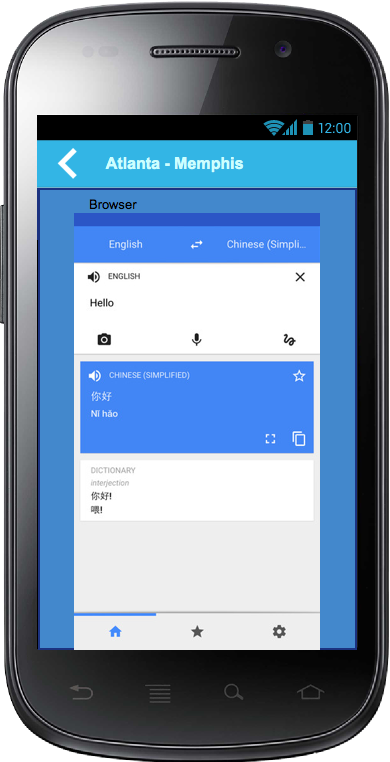 12:00
Atlanta - Memphis
Browser
English Chinese (Simpli...
ENGLISH
Hello
CHINESE (SIMPLIFIED)
你好
Nǐ hǎo
DICTIONARY
interjection
你好!
喂!